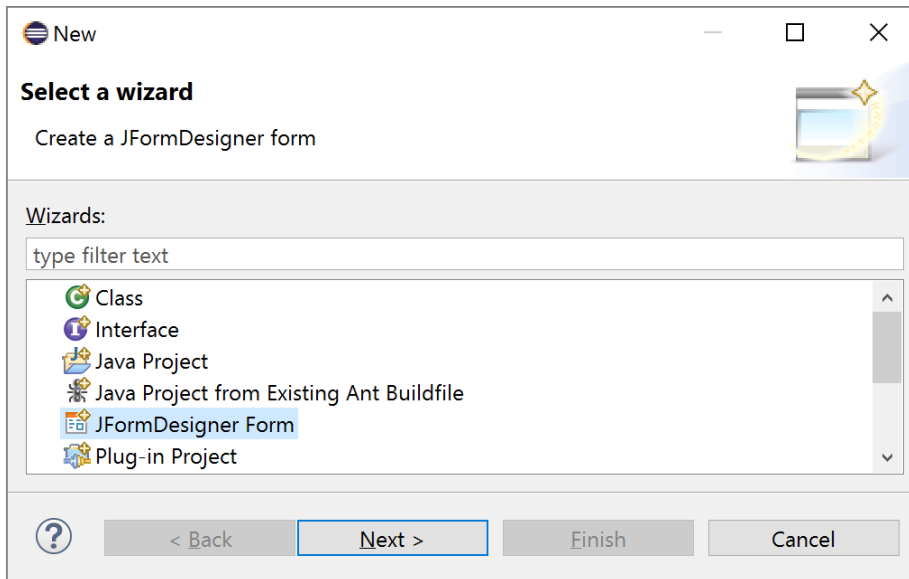 New
Select a wizard
Create a JFormDesigner form
Wizards:
type filter text
Class
Interface
Java Project
Java Project from Existing Ant Buildfile
JFormDesigner Form
Plug-in Project
? < Back Next > Finish Cancel